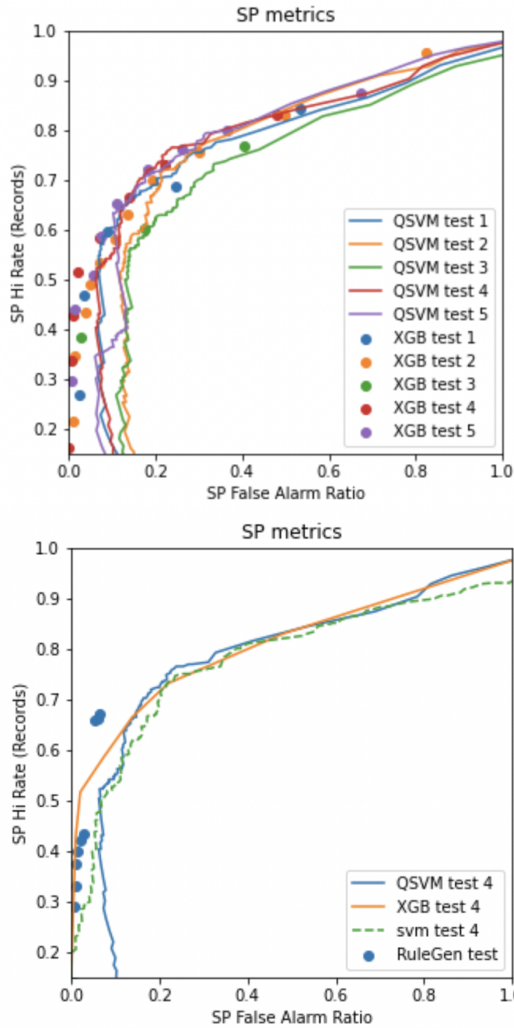 SP metrics
1.0
0.9
0.8
0.7
0.6
0.5
0.4
0.3
0.2
SP Hi Rate (Records)
QSVM test 1
QSVM test 2
QSVM test 3
QSVM test 4
QSVM test 5
XGB test 1
XGB test 2
XGB test 3
XGB test 4
XGB test 5
0.0 0.2 0.4 0.6 0.8 1.0
SP False Alarm Ratio
SP metrics
1.0
0.9
0.8
0.7
0.6
0.5
0.4
0.3
0.2
SP Hi Rate (Records)
QSVM test 4
XGB test 4
svm test 4
RuleGen test
0.0 0.2 0.4 0.6 0.8 1.0
SP False Alarm Ratio